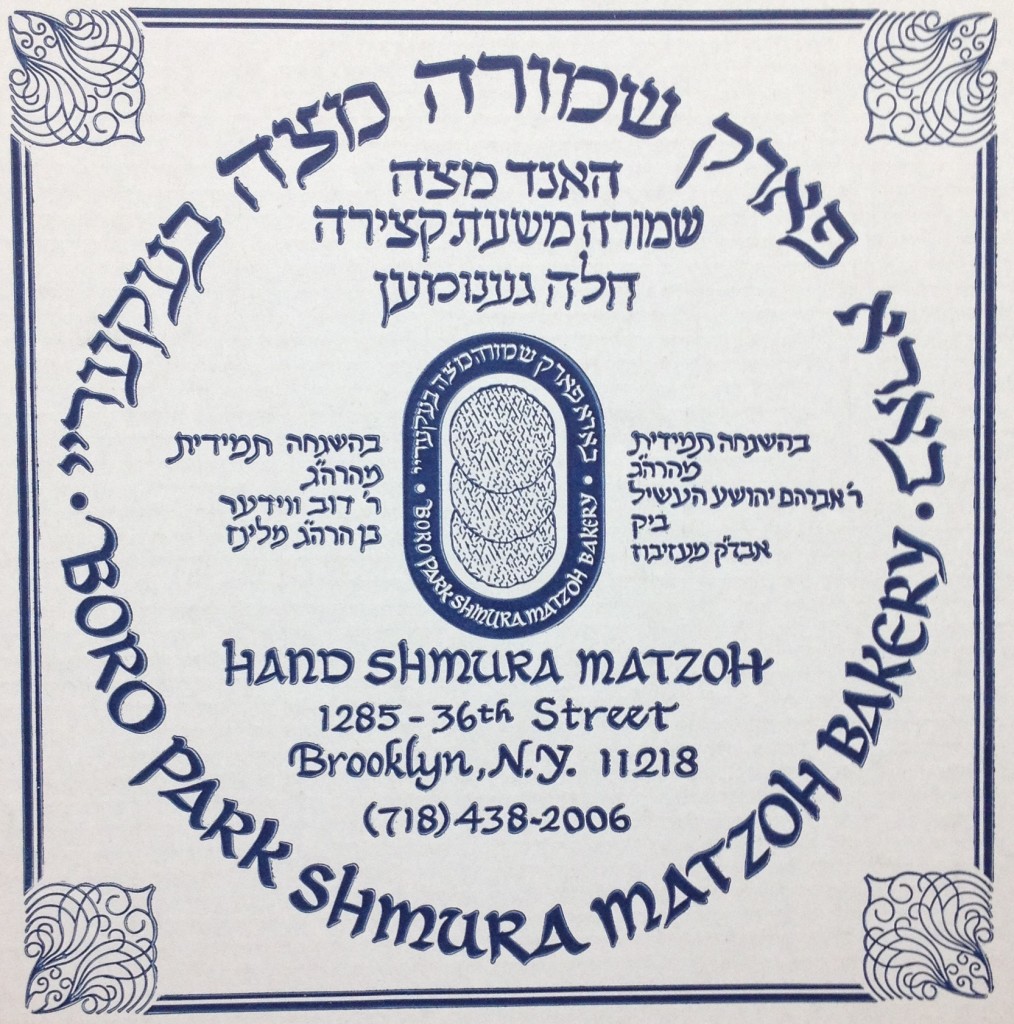 בארא פארק שמורה מצה בעקעריי
האנד מצה
שמורה משעת קצירה
חלה גענומען
בהשגחה תמידית
מהרה"ג
ר' אברהם יהושע העשיל
ביק
אבד"ק מעזיבוז
בהשגחה תמידית
מהרה"ג
ר' דוב ווידער
בן הרה"ג מלינז
בארא פארק שמורה מצה בעקעריי
BORO PARK SHMURA MATZOH BAKERY
HAND SHMURA MATZOH
1285-36th Street
Brooklyn, N.Y. 11218
(718) 438-2006
BORO PARK SHMURA MATZOH BAKERY